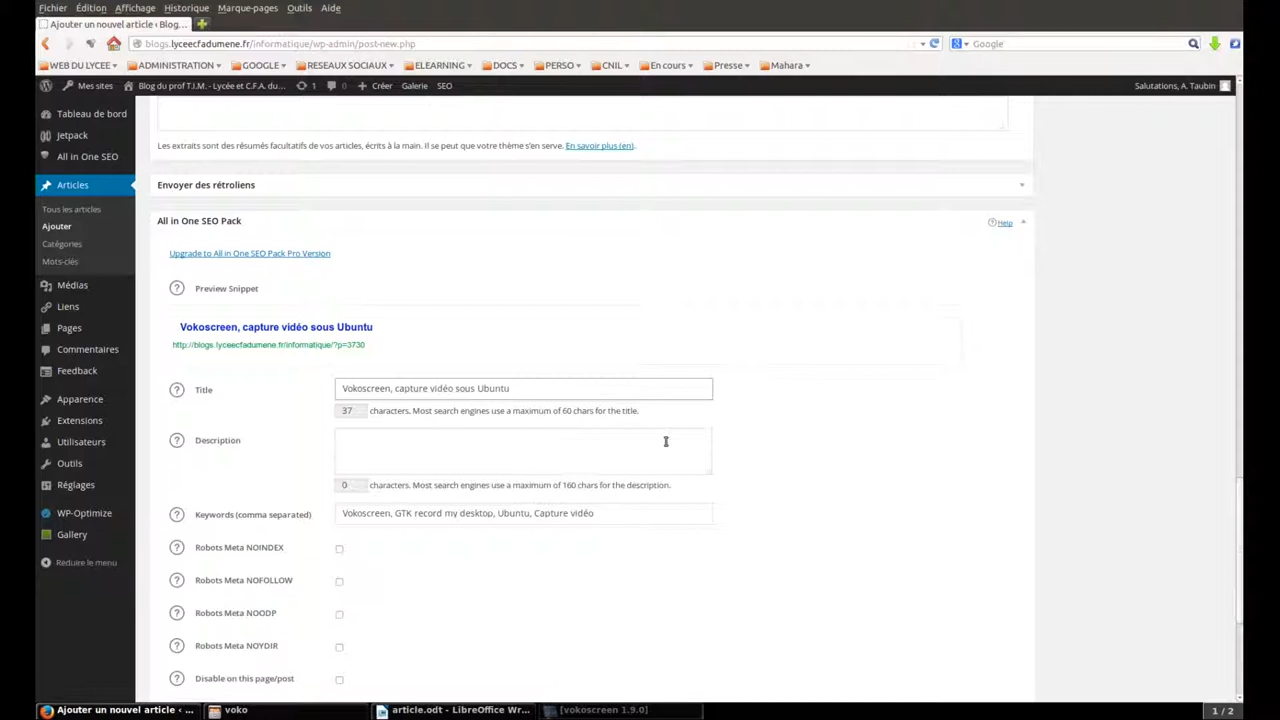 Fichier Édition Affichage Historique Marque-pages Outils Aide
Ajouter un nouvel article ‹ Blog...
blogs.lyceecfadumene.fr/informatique/wp-admin/post-new.php
Google
WEB DU LYCEE ADMINISTRATION GOOGLE RESEAUX SOCIAUX ELEARNING DOCS PERSO CNIL En cours Presse Mahara
Mes sites Blog du prof T.I.M. - Lycée et C.F.A. du... 1 0 Créer Galerie SEO Salutations, A. Taubin
Tableau de bord
Jetpack
All in One SEO
Articles
Tous les articles
Ajouter
Catégories
Mots-clés
Médias
Liens
Pages
Commentaires
Feedback
Apparence
Extensions
Utilisateurs
Outils
Réglages
WP-Optimize
Gallery
Réduire le menu
Les extraits sont des résumés facultatifs de vos articles, écrits à la main. Il se peut que votre thème s'en serve. En savoir plus (en).
Envoyer des rétroliens
All in One SEO Pack
Help
Upgrade to All in One SEO Pack Pro Version
Preview Snippet
Vokoscreen, capture vidéo sous Ubuntu
http://blogs.lyceecfadumene.fr/informatique/?p=3730
Title
Vokoscreen, capture vidéo sous Ubuntu
37 characters. Most search engines use a maximum of 60 chars for the title.
Description
0 characters. Most search engines use a maximum of 160 chars for the description.
Keywords (comma separated)
Vokoscreen, GTK record my desktop, Ubuntu, Capture vidéo
Robots Meta NOINDEX
Robots Meta NOFOLLOW
Robots Meta NOODP
Robots Meta NOYDIR
Disable on this page/post
Ajouter un nouvel article ‹ ...
voko
article.odt - LibreOffice Wr...
[vokoscreen 1.9.0]
1 / 2